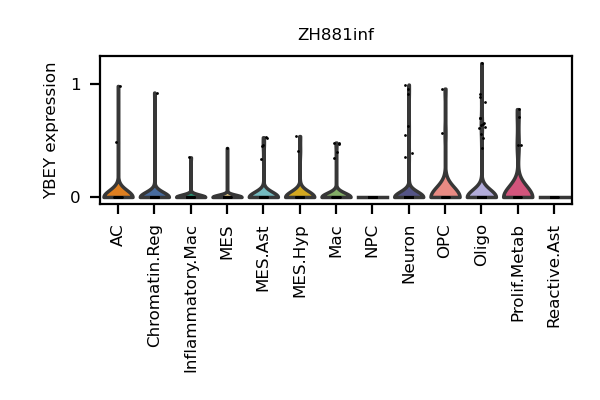 ZH881inf
YBEY expression
1
0
AC
Chromatin.Reg
Inflammatory.Mac
MES
MES.Ast
MES.Hyp
Mac
NPC
Neuron
OPC
Oligo
Prolif.Metab
Reactive.Ast